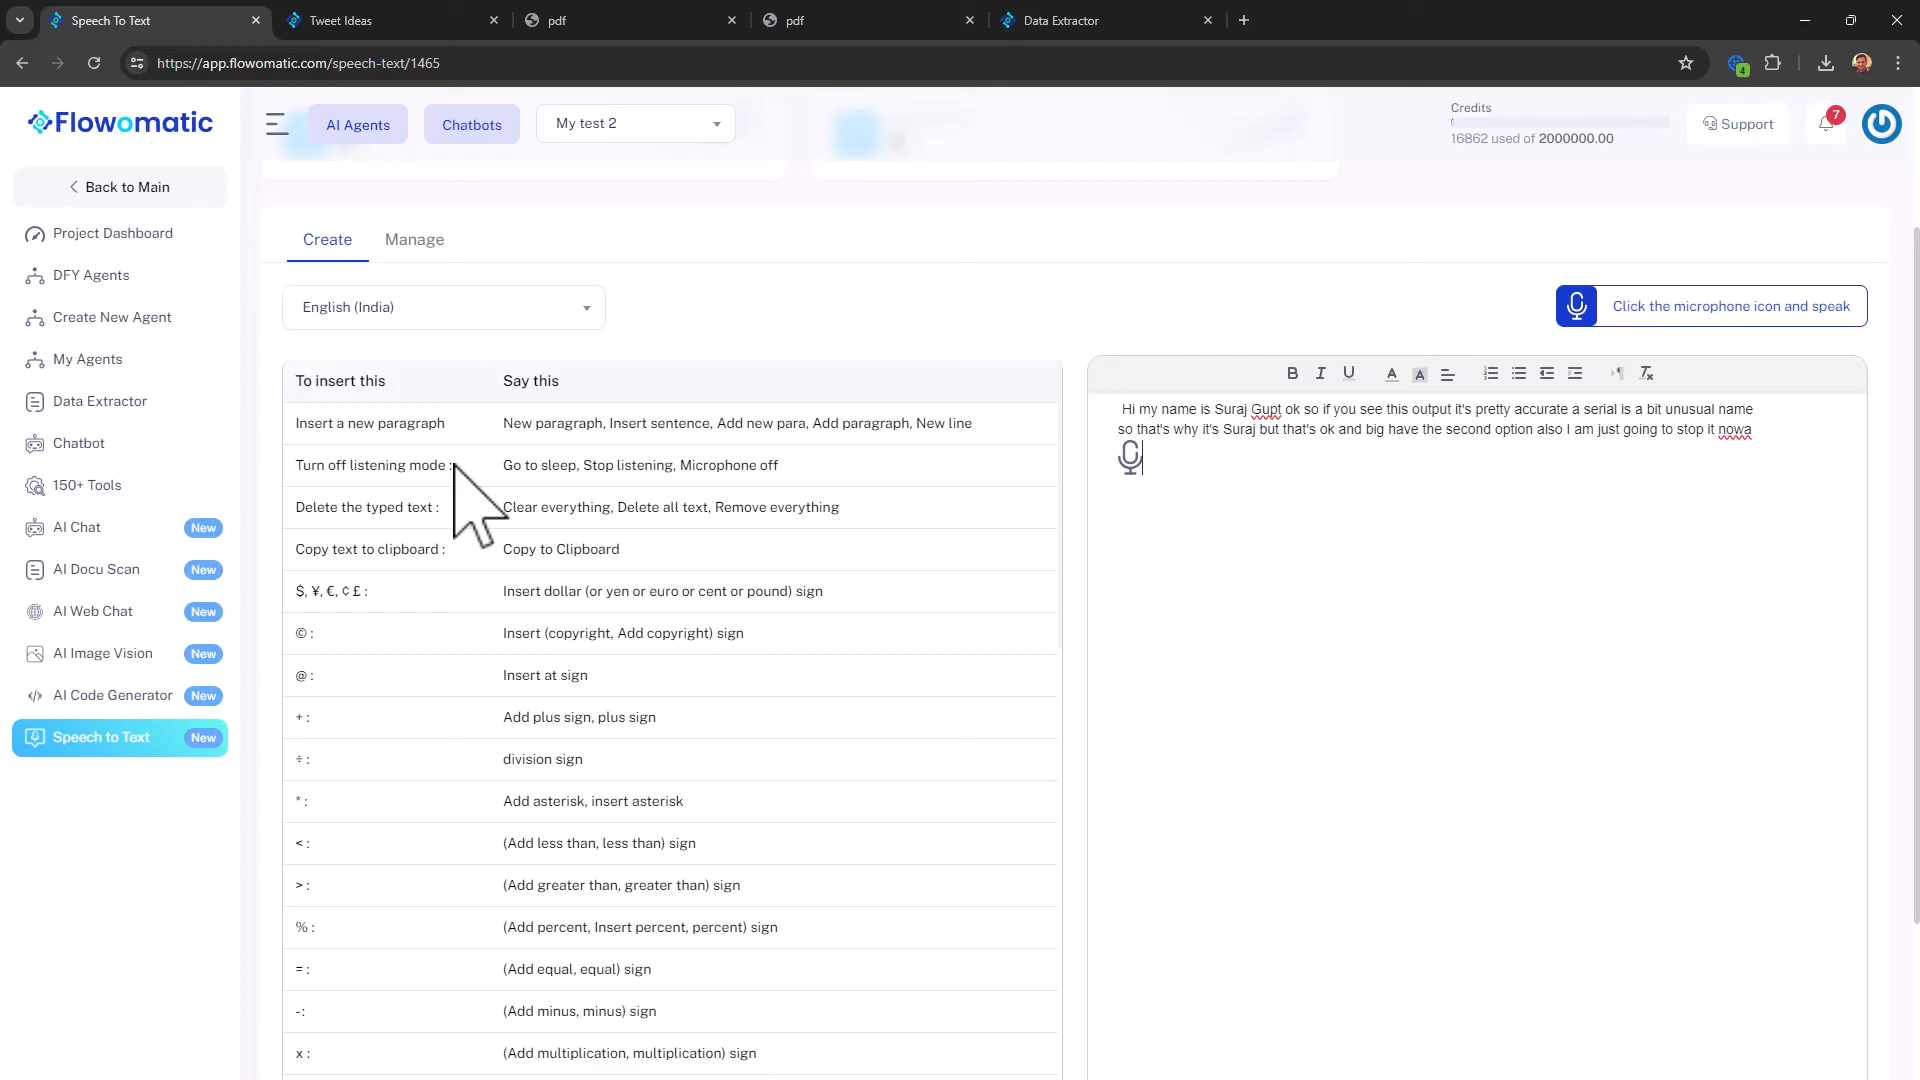 Speech To Text
Tweet Ideas
pdf
pdf
Data Extractor
https://app.flowomatic.com/speech-text/1465
4
Flowomatic
AI Agents
Chatbots
My test 2
Credits
16862 used of 2000000.00
Support
7
Back to Main
Project Dashboard
DFY Agents
Create New Agent
My Agents
Data Extractor
Chatbot
150+ Tools
AI Chat New
AI Docu Scan New
AI Web Chat New
AI Image Vision New
AI Code Generator New
Speech to Text New
Create Manage
English (India)
Click the microphone icon and speak
To insert this Say this
Insert a new paragraph New paragraph, Insert sentence, Add new para, Add paragraph, New line
Turn off listening mode : Go to sleep, Stop listening, Microphone off
Delete the typed text : Clear everything, Delete all text, Remove everything
Copy text to clipboard : Copy to Clipboard
$, ¥, €, ¢ £ : Insert dollar (or yen or euro or cent or pound) sign
© : Insert (copyright, Add copyright) sign
@ : Insert at sign
+ : Add plus sign, plus sign
÷ : division sign
* : Add asterisk, insert asterisk
< : (Add less than, less than) sign
> : (Add greater than, greater than) sign
% : (Add percent, Insert percent, percent) sign
= : (Add equal, equal) sign
- : (Add minus, minus) sign
x : (Add multiplication, multiplication) sign
Hi my name is Suraj Gupt ok so if you see this output it's pretty accurate a serial is a bit unusual name
so that's why it's Suraj but that's ok and big have the second option also I am just going to stop it nowa